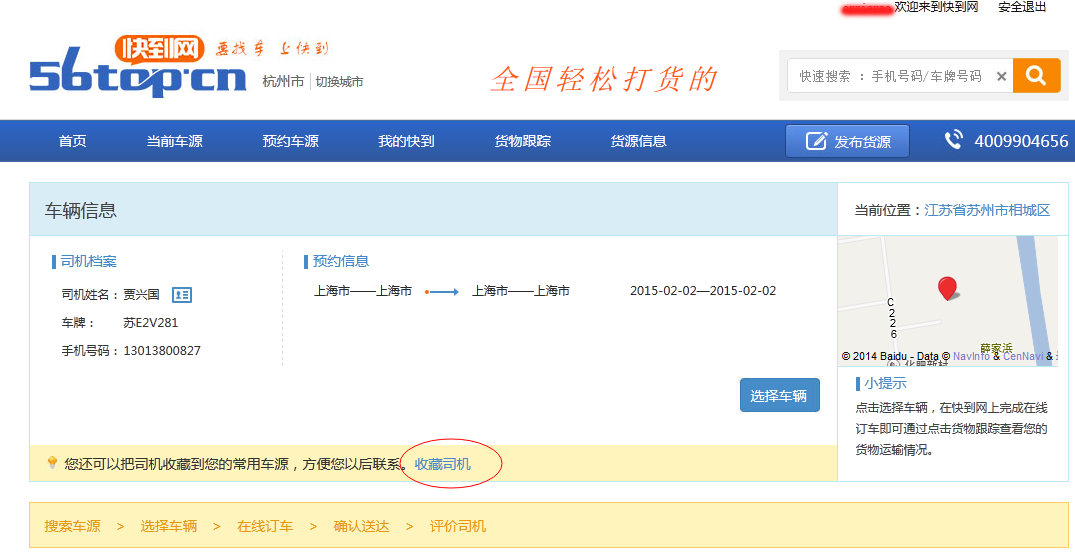 欢迎来到快到网 安全退出
快到网 要找车 上快到
56top.cn 杭州市 切换城市
全国轻松打货的
快速搜索 ：手机号码/车牌号码 ×
首页 当前车源 预约车源 我的快到 货物跟踪 货源信息 发布货源 4009904656
车辆信息
司机档案
司机姓名：贾兴国
车牌： 苏E2V281
手机号码：13013800827
预约信息
上海市——上海市 上海市——上海市 2015-02-02—2015-02-02
选择车辆
您还可以把司机收藏到您的常用车源，方便您以后联系。收藏司机
当前位置：江苏省苏州市相城区
C226
薛家浜
© 2014 Baidu - Data © NavInfo & CenNavi &
小提示
点击选择车辆，在快到网上完成在线
订车即可通过点击货物跟踪查看您的
货物运输情况。
搜索车源 > 选择车辆 > 在线订车 > 确认送达 > 评价司机